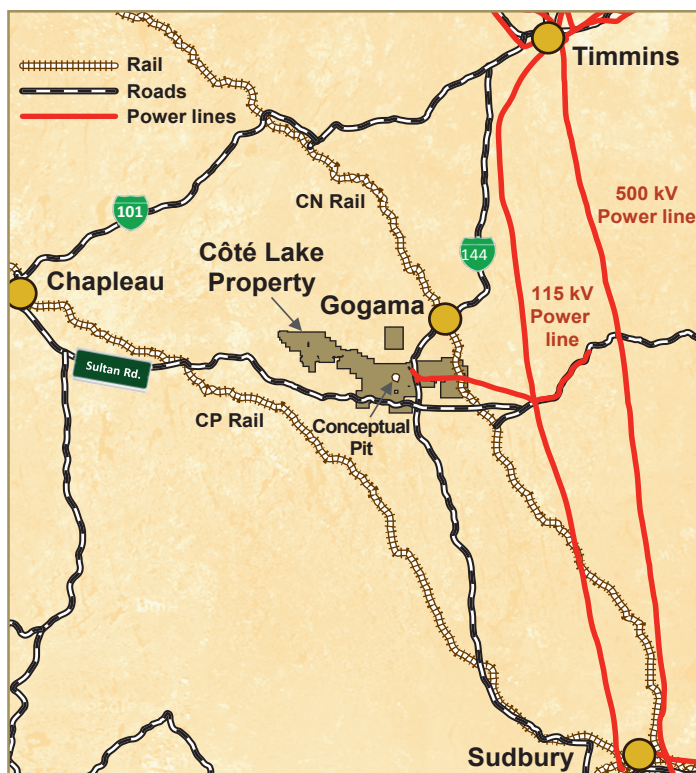 Rail
Roads
Power lines
Timmins
500 kV
Power line
CN Rail
101
144
Côté Lake
Property
Chapleau
Gogama
115 kV
Power
line
Sultan Rd.
CP Rail
Conceptual
Pit
Sudbury